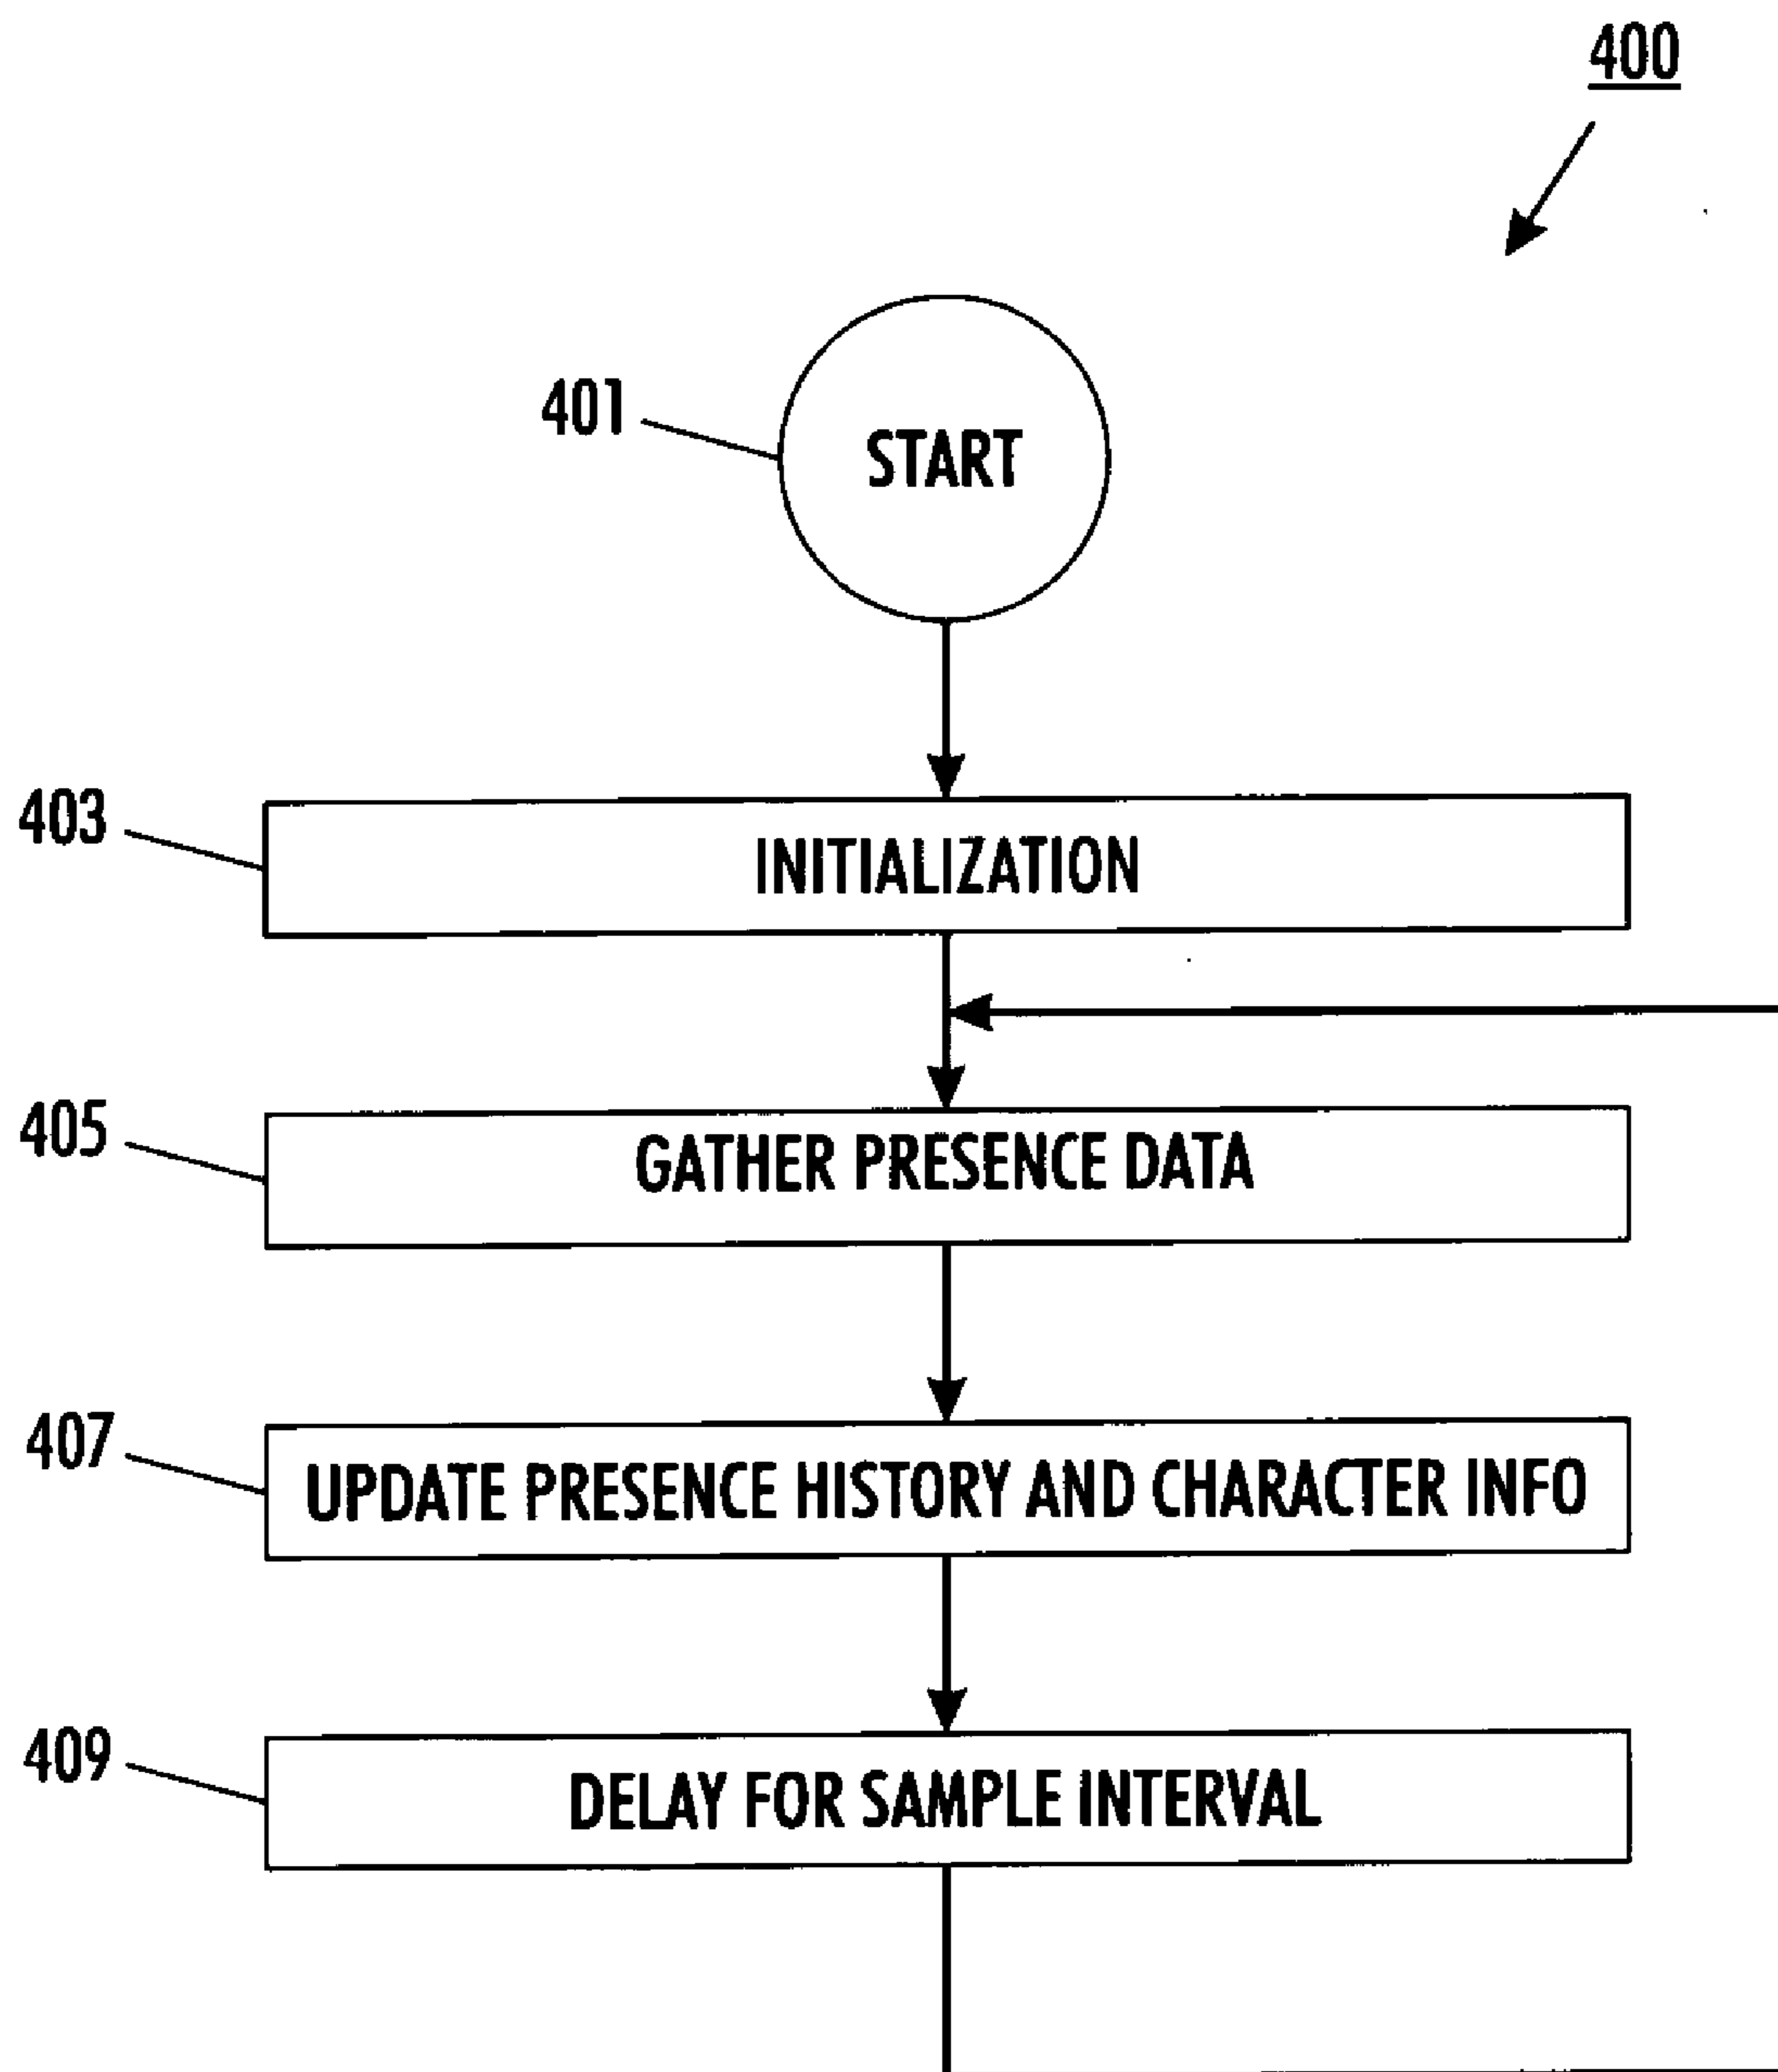 400
401
START
403
INITIALIZATION
405
GATHER PRESENCE DATA
407
UPDATE PRESENCE HISTORY AND CHARACTER INFO
409
DELAY FOR SAMPLE INTERVAL